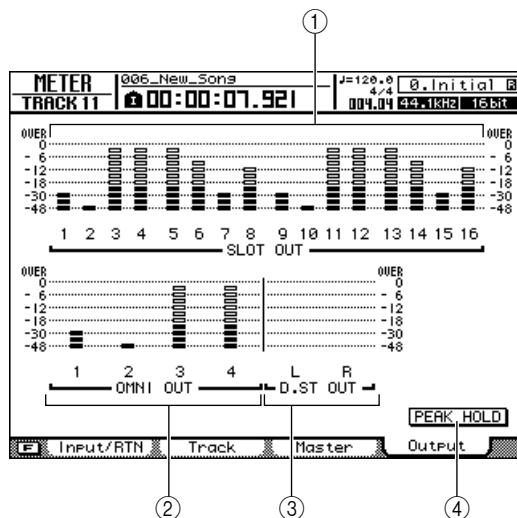 ①
METER
006_New_Song
♩=120.0
4/4
0.Initial R
TRACK 11
00:00:07.921
004.04
44.1kHz
16bit
OVER
0
- 6
-12
-18
-30
-48
OVER
0
- 6
-12
-18
-30
-48
1 2 3 4 5 6 7 8 9 10 11 12 13 14 15 16
SLOT OUT
OVER
0
- 6
-12
-18
-30
-48
OVER
0
- 6
-12
-18
-30
-48
1 2 3 4 L R
OMNI OUT
D.ST OUT
PEAK HOLD
F Input/RTN Track Master Output
② ③ ④